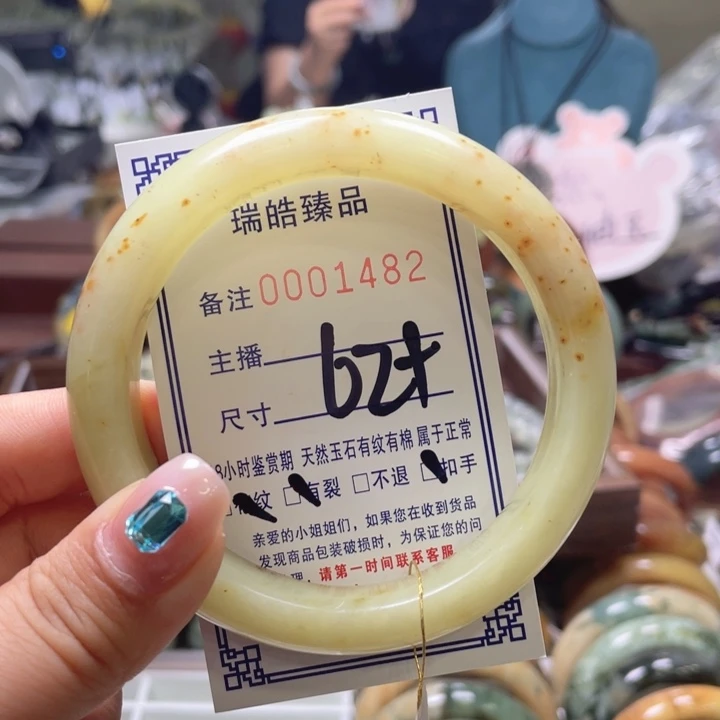 瑞皓臻品
备注 0001482
主播
尺寸 62t
8小时鉴赏期 天然玉石有纹有棉 属于正常
纹 □有裂 □不退 □扣手
亲爱的小姐姐们,如果您在收到货品
发现商品包装破损时,为保证您的问
理,请第一时间联系客服